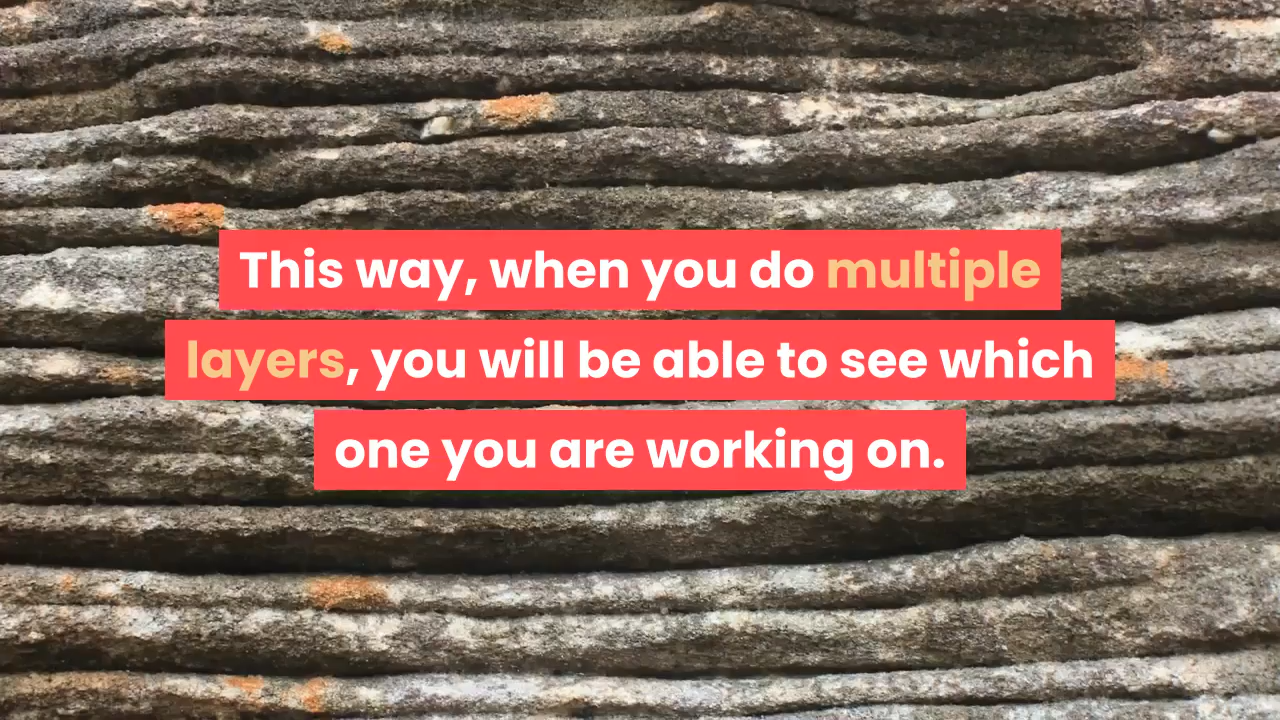 This way, when you do multiple
layers, you will be able to see which
one you are working on.